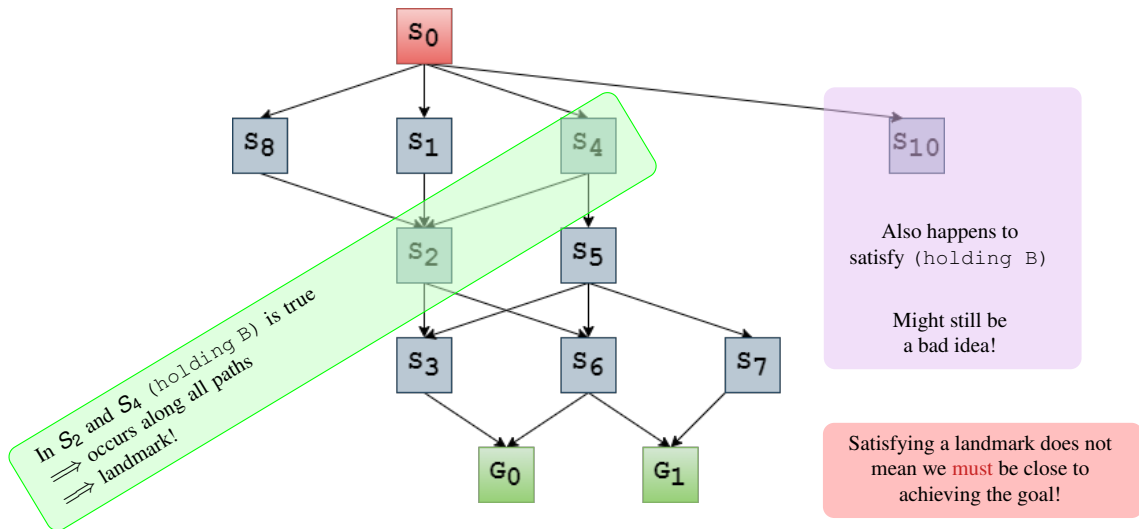 S0
S8
S1
S4
S10
S2
S5
Also happens to
satisfy (holding B)
Might still be
a bad idea!
S3
S6
S7
In S2 and S4 (holding B) is true
⟹ occurs along all paths
⟹ landmark!
G0
G1
Satisfying a landmark does not
mean we must be close to
achieving the goal!